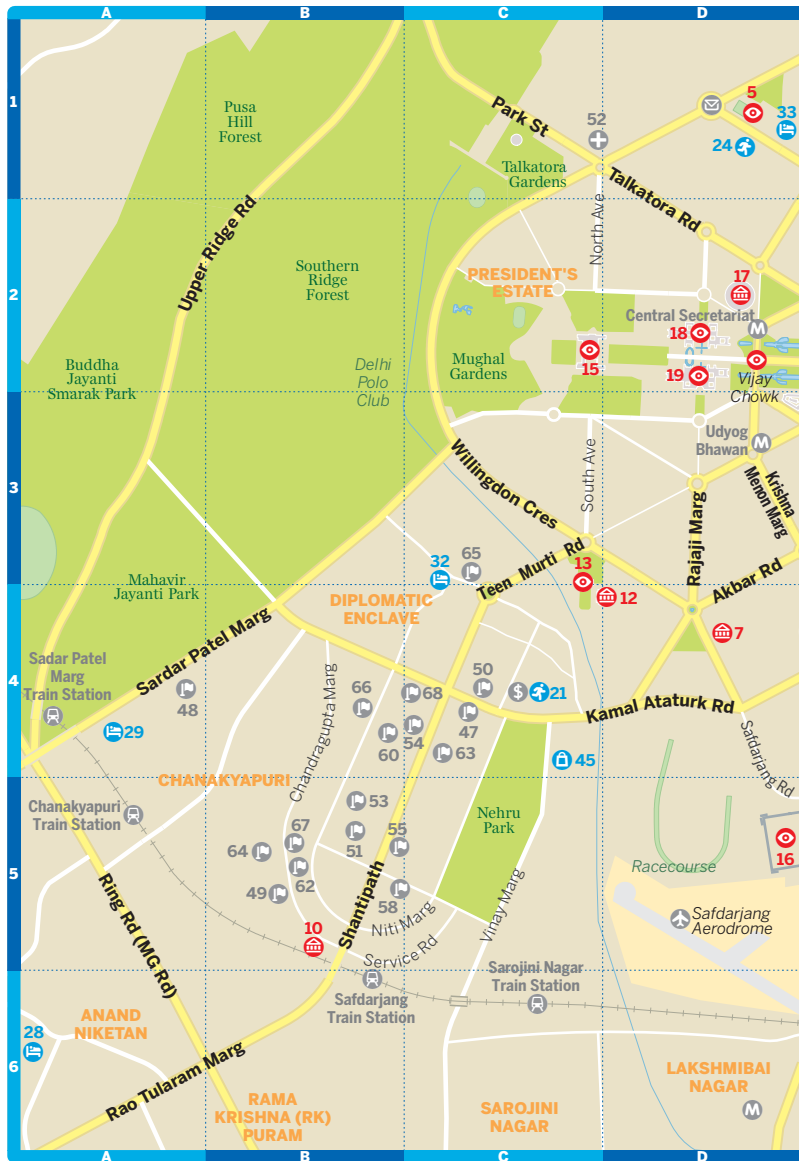 A
B
C
D
1
2
3
4
5
6
Pusa
Hill
Forest
Park St
52
5
33
24
Talkatora
Gardens
Talkatora Rd
North Ave
Upper Ridge Rd
Southern
Ridge
Forest
PRESIDENT'S
ESTATE
17
Central Secretariat
18
M
15
19
Vijay
Chowk
Buddha
Jayanti
Smarak Park
Delhi
Polo
Club
Mughal
Gardens
Udyog
Bhawan
M
Willingdon Cres
South Ave
Krishna
Menon Marg
Rajaji Marg
Akbar Rd
32
65
Teen Murti Rd
13
12
7
Mahavir
Jayanti Park
DIPLOMATIC
ENCLAVE
Sardar Patel Marg
Sadar Patel
Marg
Train Station
48
29
Chandragupta Marg
66
68
50
$
21
60
54
47
63
Kamal Ataturk Rd
45
Safdarjang Rd
CHANAKYAPURI
Chanakyapuri
Train Station
53
67
51
55
64
62
49
58
Nehru
Park
16
Racecourse
Safdarjang
Aerodrome
10
Shantipath
Niti Marg
Service Rd
Vinay Marg
Ring Rd (MG Rd)
Safdarjang
Train Station
Sarojini Nagar
Train Station
ANAND
NIKETAN
28
Rao Tularam Marg
RAMA
KRISHNA (RK)
PURAM
SAROJINI
NAGAR
LAKSHMIBAI
NAGAR
M
1
2
3
4
5
6
A
B
C
D